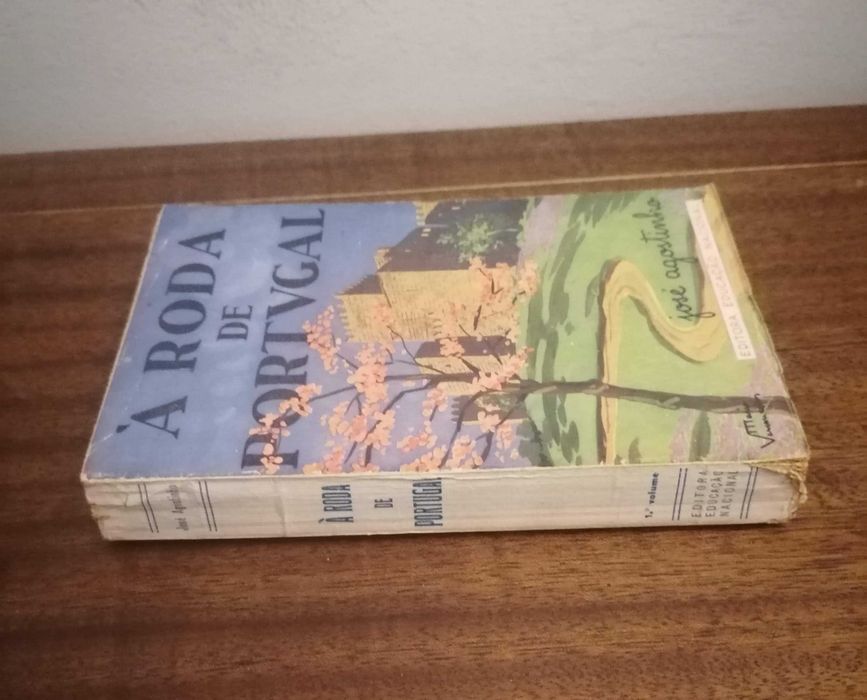 À RODA
DE
PORTVGAL
josé agostinho
EDITORA EDUCAÇÃO NACIONAL
José Agostinho
À RODA
DE
PORTUGAL
1.º volume
EDITORA
EDUCAÇÃO
NACIONAL